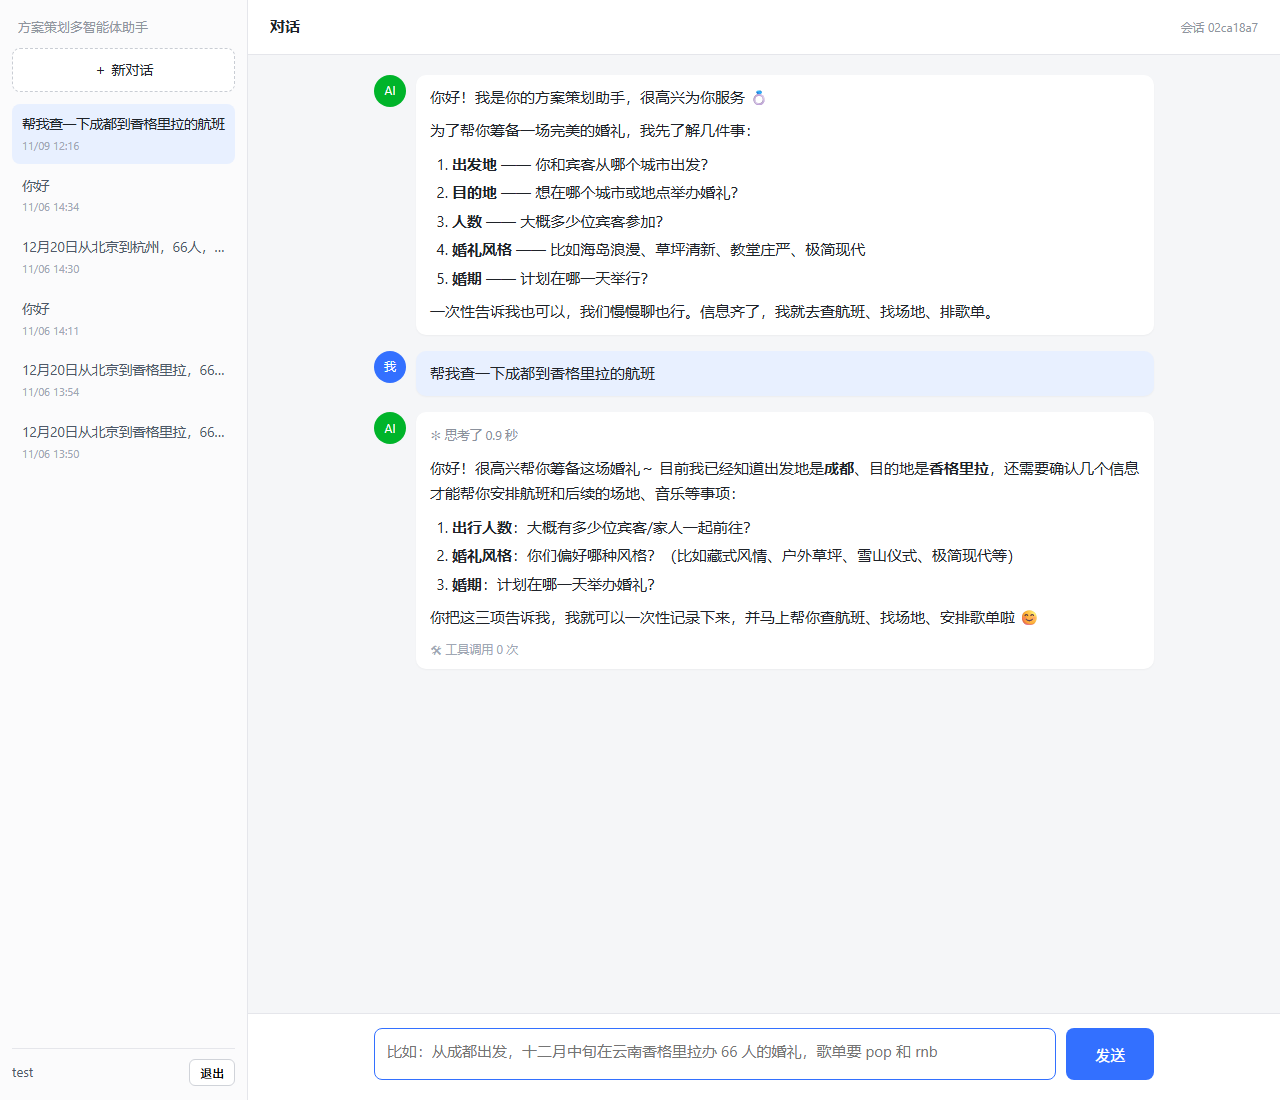 方案策划多智能体助手
+ 新对话
帮我查一下成都到香格里拉的航班
11/09 12:16
你好
11/06 14:34
12月20日从北京到杭州，66人，...
11/06 14:30
你好
11/06 14:11
12月20日从北京到香格里拉，66...
11/06 13:54
12月20日从北京到香格里拉，66...
11/06 13:50
test
退出
对话
会话 02ca18a7
AI
你好！我是你的方案策划助手，很高兴为你服务 💍
为了帮你筹备一场完美的婚礼，我先了解几件事：
1. 出发地 —— 你和宾客从哪个城市出发？
2. 目的地 —— 想在哪个城市或地点举办婚礼？
3. 人数 —— 大概多少位宾客参加？
4. 婚礼风格 —— 比如海岛浪漫、草坪清新、教堂庄严、极简现代
5. 婚期 —— 计划在哪一天举行？
一次性告诉我也可以，我们慢慢聊也行。信息齐了，我就去查航班、找场地、排歌单。
我
帮我查一下成都到香格里拉的航班
AI
✻ 思考了 0.9 秒
你好！很高兴帮你筹备这场婚礼～ 目前我已经知道出发地是成都、目的地是香格里拉，还需要确认几个信息
才能帮你安排航班和后续的场地、音乐等事项：
1. 出行人数：大概有多少位宾客/家人一起前往？
2. 婚礼风格：你们偏好哪种风格？（比如藏式风情、户外草坪、雪山仪式、极简现代等）
3. 婚期：计划在哪一天举办婚礼？
你把这三项告诉我，我就可以一次性记录下来，并马上帮你查航班、找场地、安排歌单啦 😊
🛠 工具调用 0 次
比如：从成都出发，十二月中旬在云南香格里拉办 66 人的婚礼，歌单要 pop 和 rnb
发送